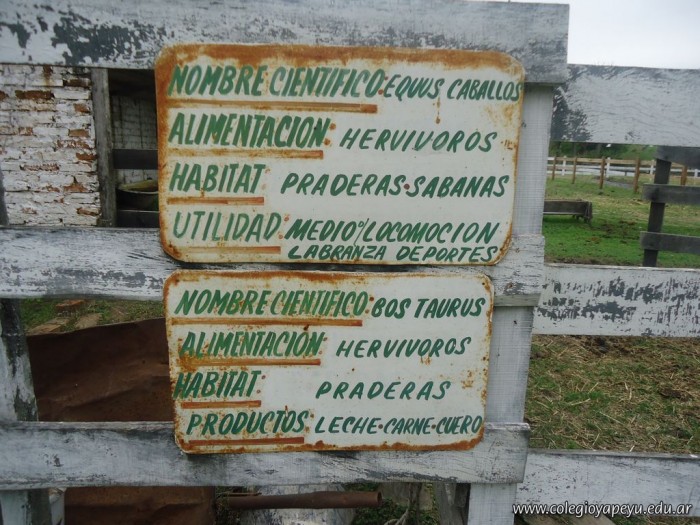 NOMBRE CIENTIFICO: EQUUS CABALLOS
ALIMENTACION: HERVIVOROS
HABITAT: PRADERAS-SABANAS
UTILIDAD: MEDIO d/ LOCOMOCION
LABRANZA DEPORTES
NOMBRE CIENTIFICO: BOS TAURUS
ALIMENTACION: HERVIVOROS
HABITAT: PRADERAS
PRODUCTOS: LECHE-CARNE-CUERO
www.colegioyapeyu.edu.ar